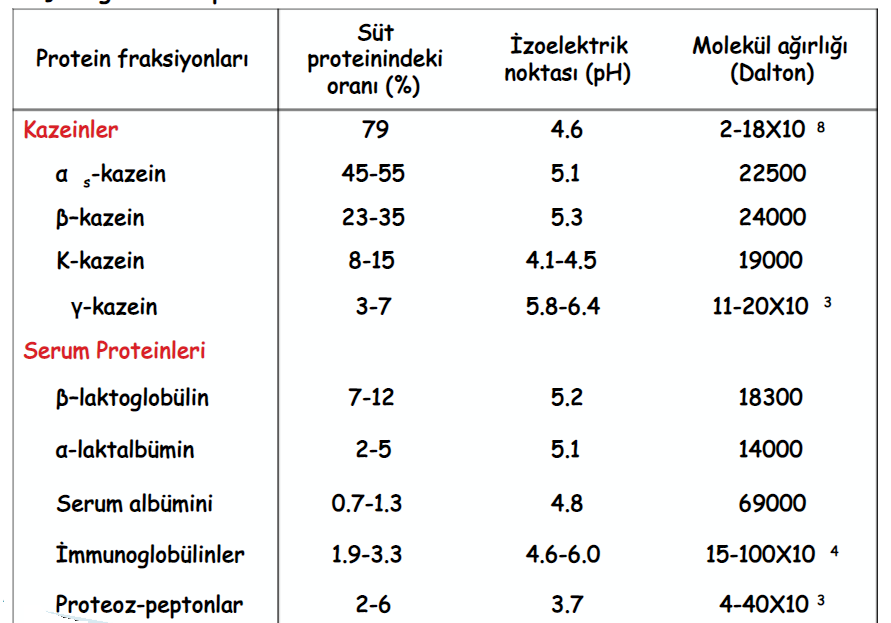 Protein fraksiyonları Süt proteinindeki oranı (%) İzoelektrik noktası (pH) Molekül ağırlığı (Dalton)
Kazeinler 79 4.6 2-18X10 8
α s-kazein 45-55 5.1 22500
β-kazein 23-35 5.3 24000
K-kazein 8-15 4.1-4.5 19000
γ-kazein 3-7 5.8-6.4 11-20X10 3
Serum Proteinleri
β-laktoglobülin 7-12 5.2 18300
α-laktalbümin 2-5 5.1 14000
Serum albümini 0.7-1.3 4.8 69000
İmmunoglobülinler 1.9-3.3 4.6-6.0 15-100X10 4
Proteoz-peptonlar 2-6 3.7 4-40X10 3